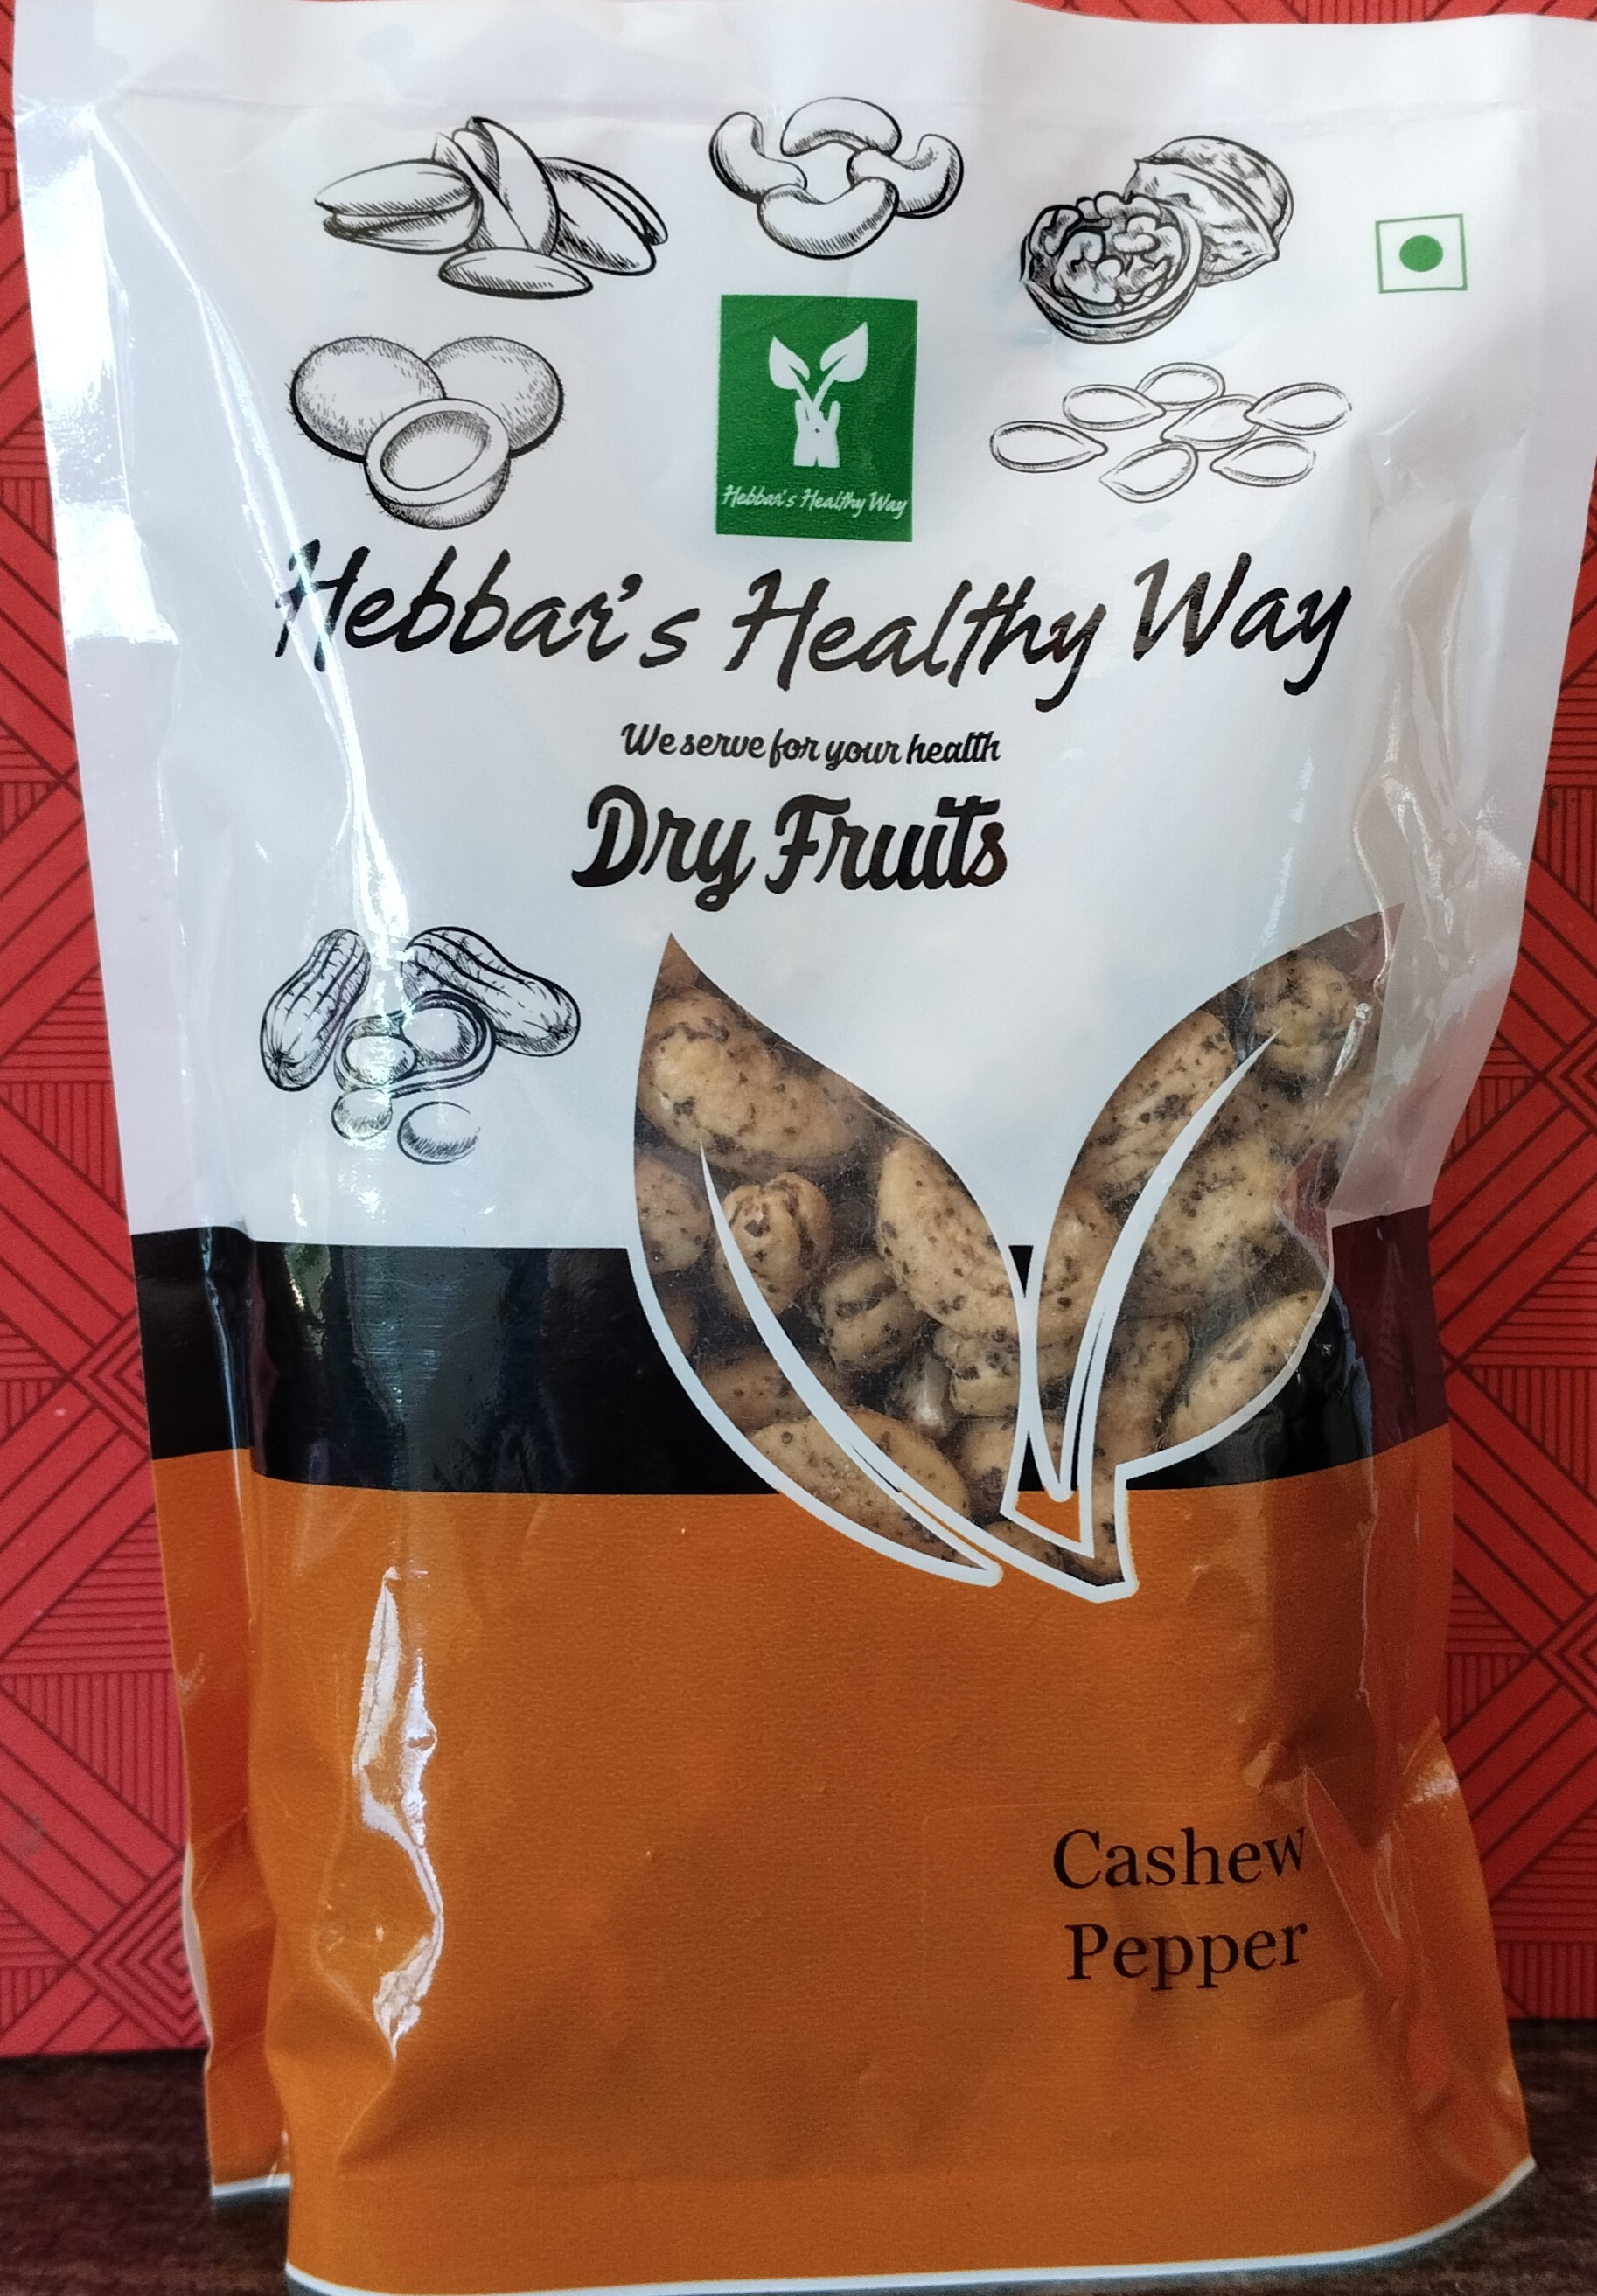 Hebbar's Healthy Way
Hebbar's Healthy Way
We serve for your health
Dry Fruits
Cashew
Pepper